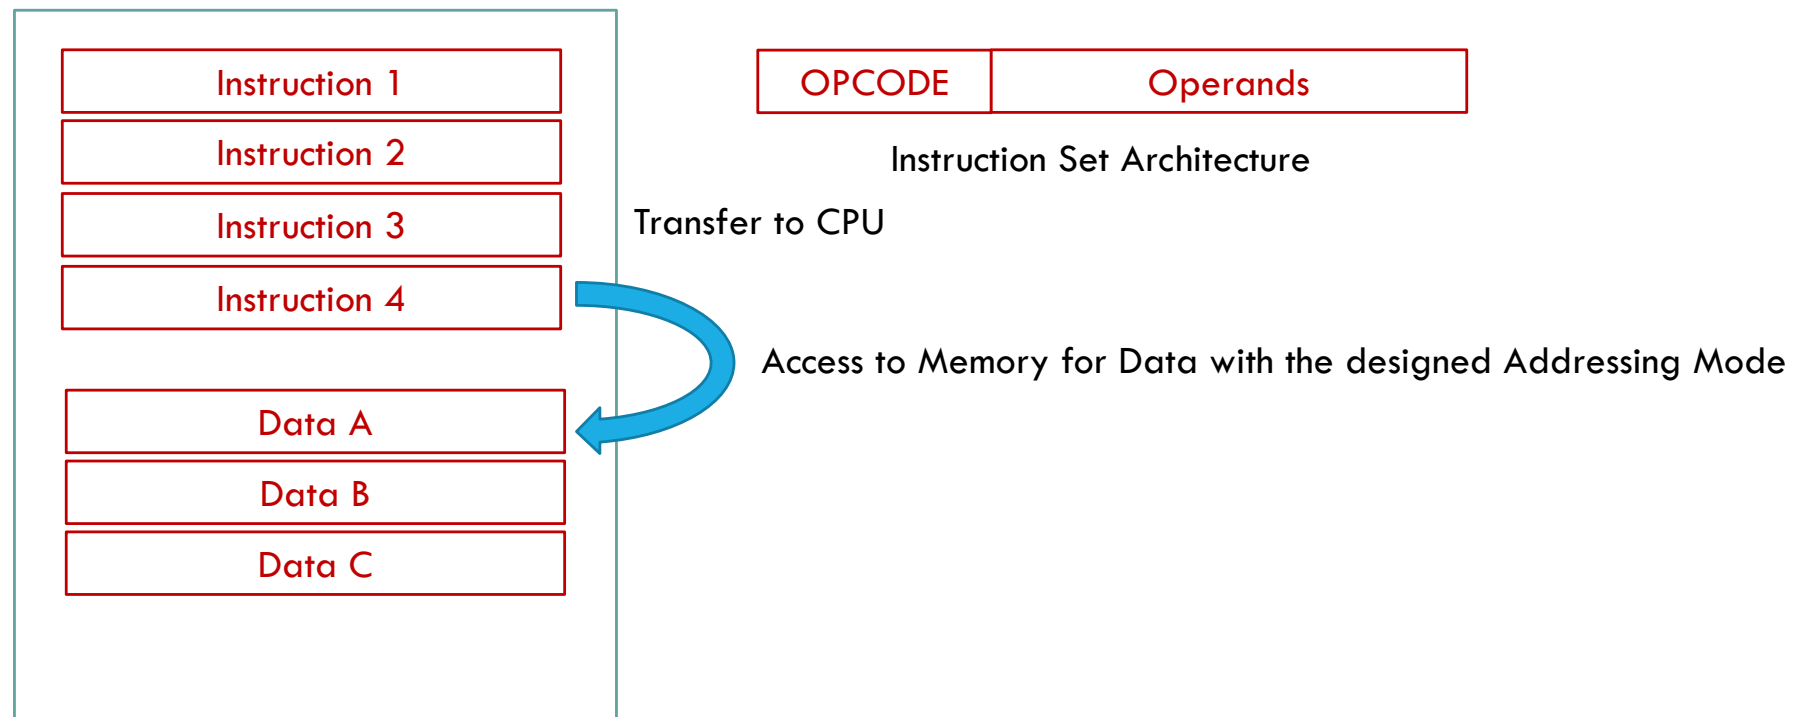 Instruction 1
Instruction 2
Instruction 3
Instruction 4
Data A
Data B
Data C
OPCODE
Operands
Instruction Set Architecture
Transfer to CPU
Access to Memory for Data with the designed Addressing Mode